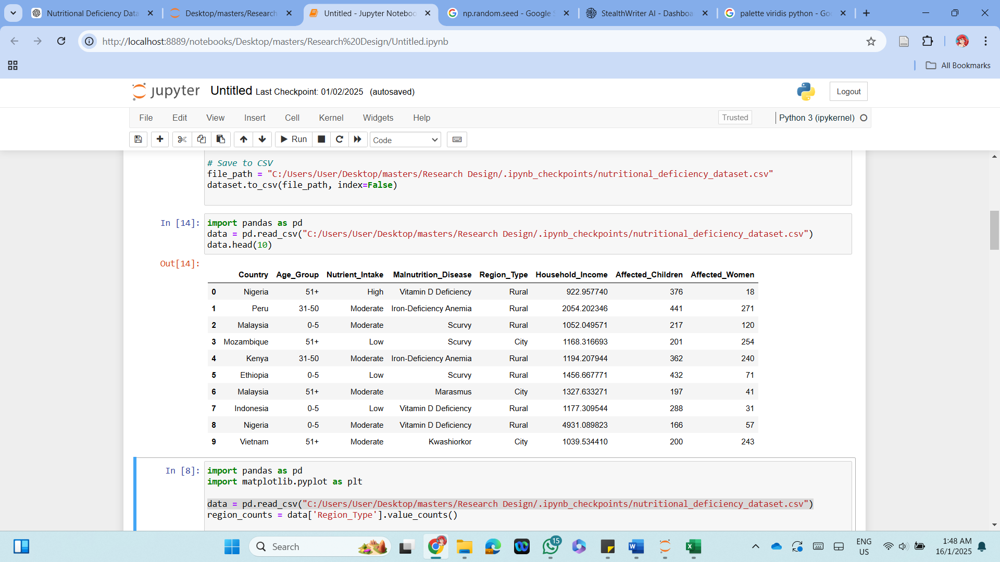 Nutritional Deficiency Data
Desktop/masters/Research
Untitled - Jupyter Noteboo
np.random.seed - Google S
StealthWriter AI - Dashboa
palette viridis python - Goo
http://localhost:8889/notebooks/Desktop/masters/Research%20Design/Untitled.ipynb
All Bookmarks
jupyter Untitled Last Checkpoint: 01/02/2025 (autosaved)
Logout
File Edit View Insert Cell Kernel Widgets Help
Trusted
Python 3 (ipykernel)
Run
Code
# Save to CSV
file_path = "C:/Users/User/Desktop/masters/Research Design/.ipynb_checkpoints/nutritional_deficiency_dataset.csv"
dataset.to_csv(file_path, index=False)
In [14]: import pandas as pd
data = pd.read_csv("C:/Users/User/Desktop/masters/Research Design/.ipynb_checkpoints/nutritional_deficiency_dataset.csv")
data.head(10)
Out[14]:
Country Age_Group Nutrient_Intake Malnutrition_Disease Region_Type Household_Income Affected_Children Affected_Women
0 Nigeria 51+ High Vitamin D Deficiency Rural 922.957740 376 18
1 Peru 31-50 Moderate Iron-Deficiency Anemia Rural 2054.202346 441 271
2 Malaysia 0-5 Moderate Scurvy Rural 1052.049571 217 120
3 Mozambique 51+ Low Scurvy City 1168.316693 201 254
4 Kenya 31-50 Moderate Iron-Deficiency Anemia Rural 1194.207944 362 240
5 Ethiopia 0-5 Low Scurvy Rural 1456.667771 432 71
6 Malaysia 51+ Moderate Marasmus City 1327.633271 197 41
7 Indonesia 0-5 Low Vitamin D Deficiency Rural 1177.309544 288 31
8 Nigeria 0-5 Moderate Vitamin D Deficiency Rural 4931.089823 166 57
9 Vietnam 51+ Moderate Kwashiorkor City 1039.534410 200 243
In [8]: import pandas as pd
import matplotlib.pyplot as plt
data = pd.read_csv("C:/Users/User/Desktop/masters/Research Design/.ipynb_checkpoints/nutritional_deficiency_dataset.csv")
region_counts = data['Region_Type'].value_counts()
Search
15
ENG
US
1:48 AM
16/1/2025